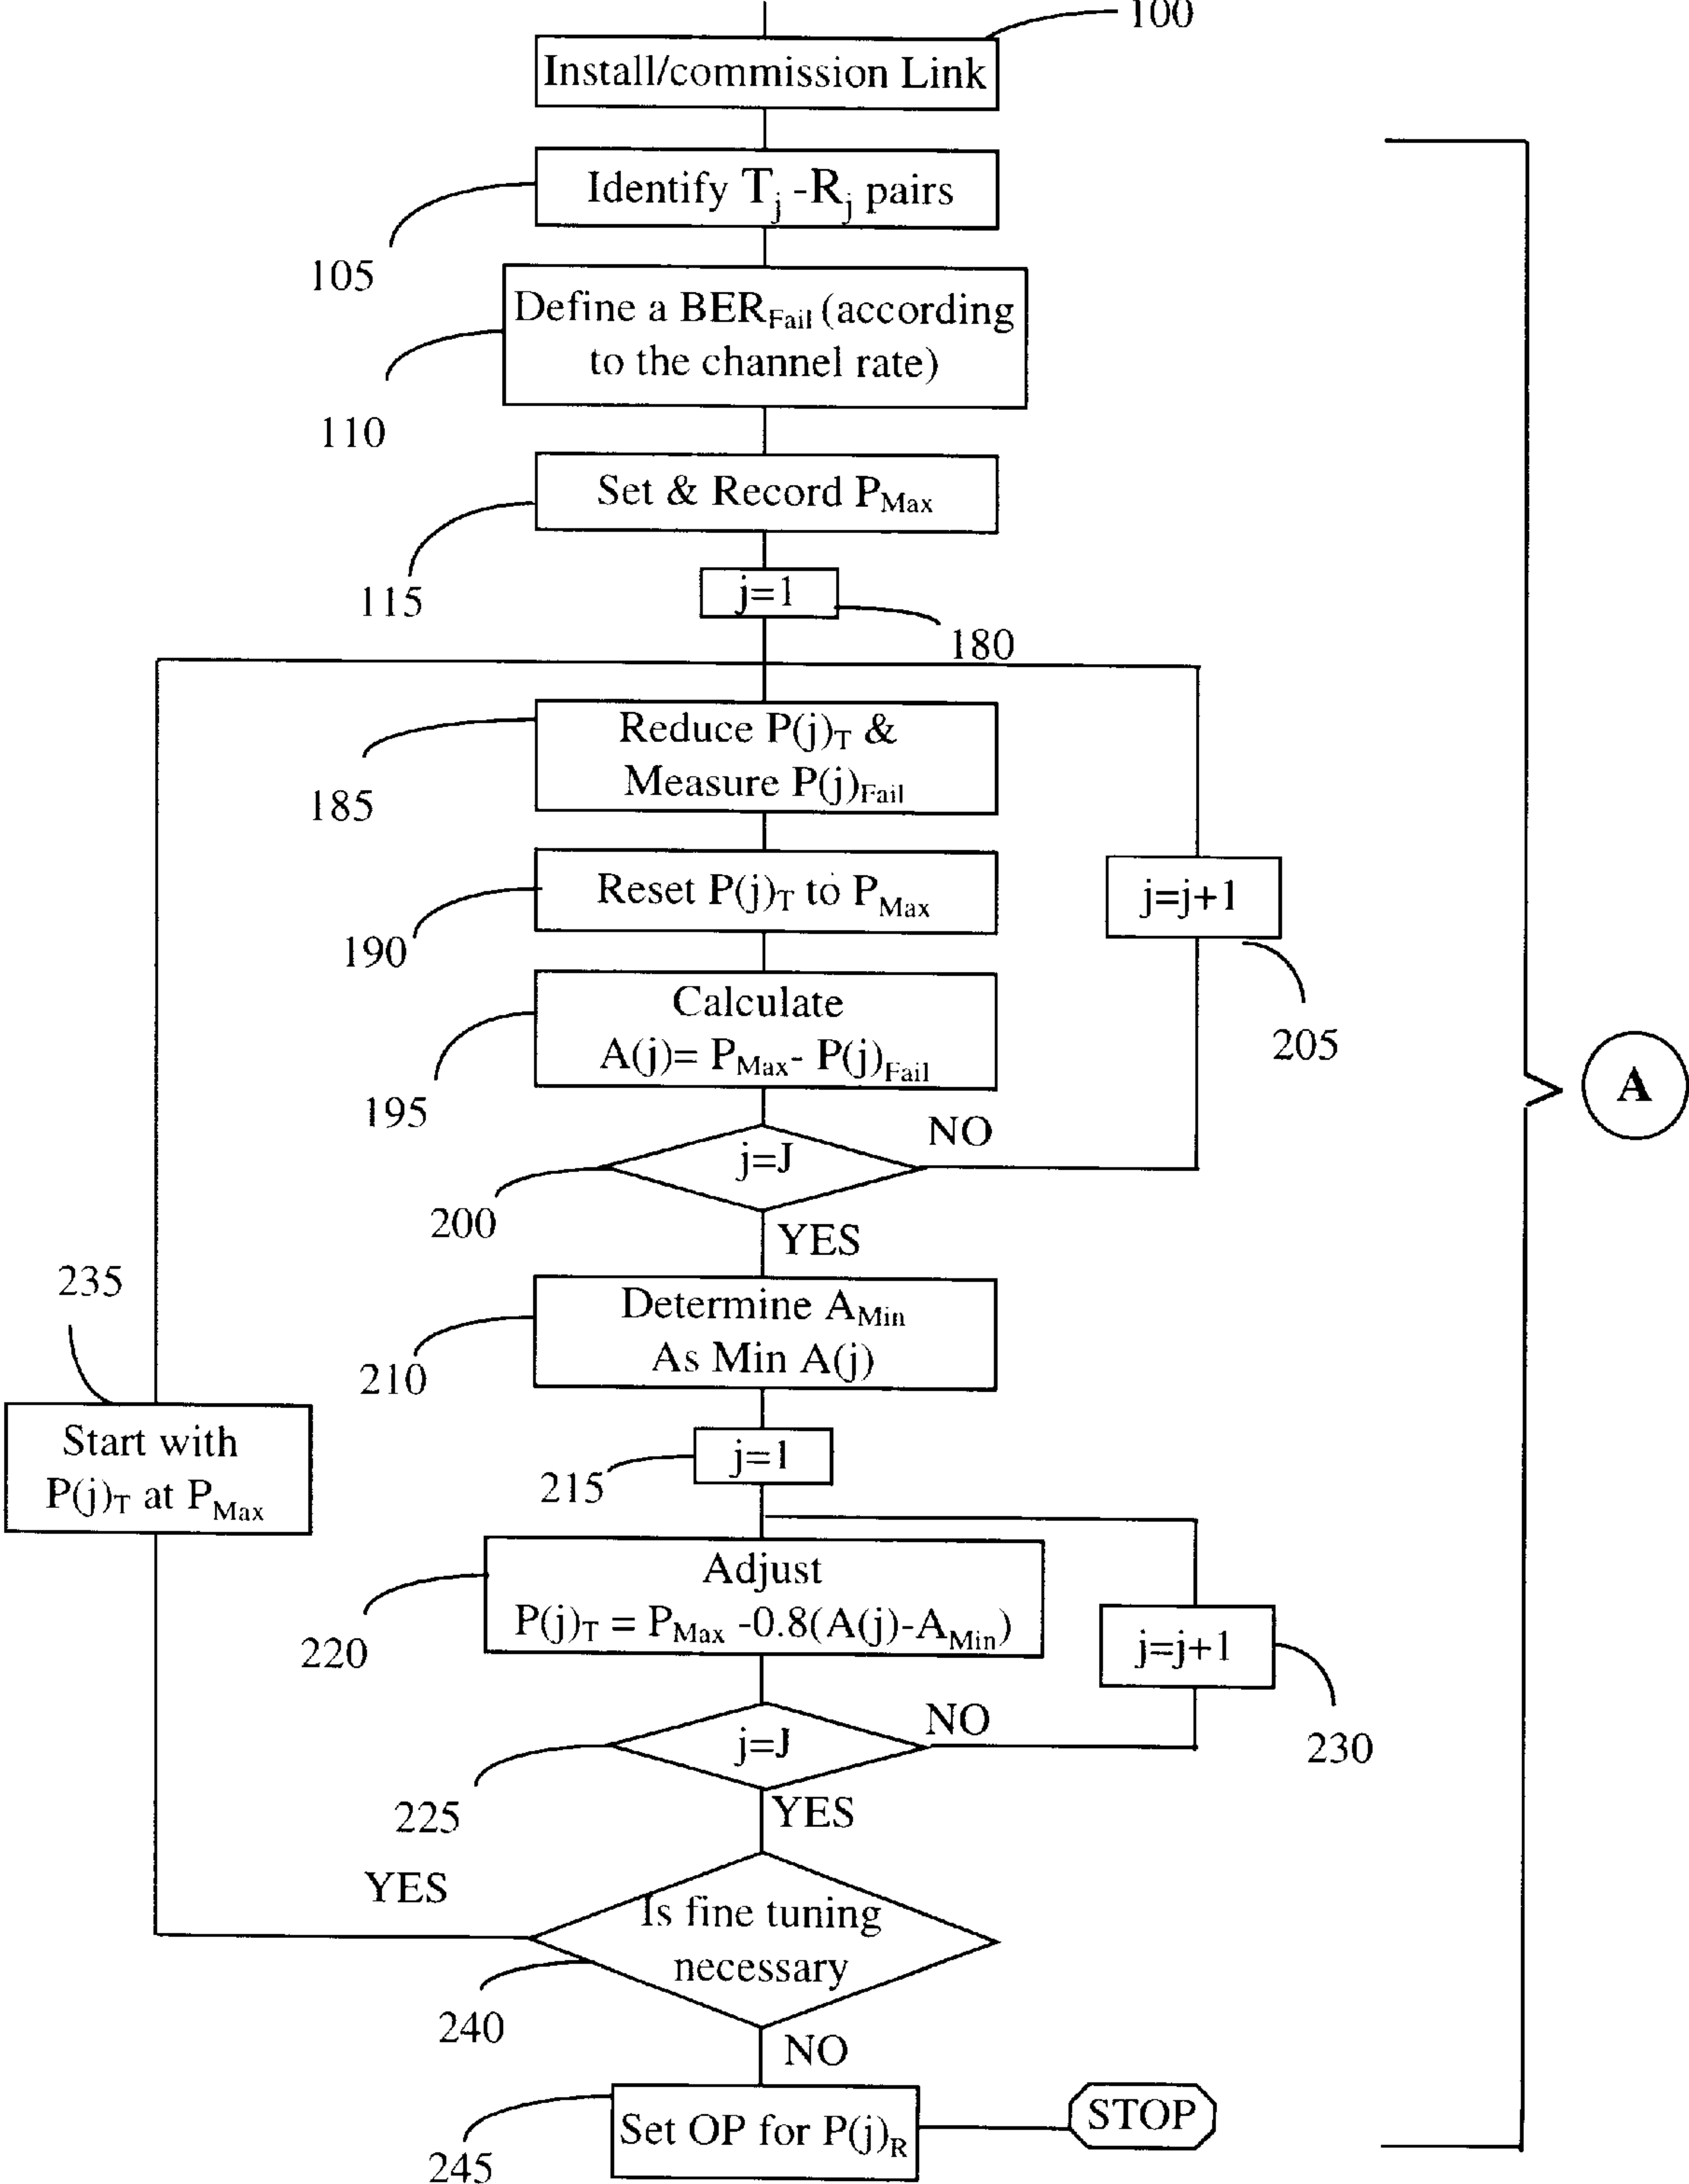 100
Install/commission Link
Identify Tj -Rj pairs
105
Define a BERFail (according
to the channel rate)
110
Set & Record PMax
115
j=1
180
Reduce P(j)T &
Measure P(j)Fail
185
Reset P(j)T to PMax
190
j=j+1
205
Calculate
A(j)= PMax- P(j)Fail
195
A
j=J
NO
200
YES
235
Determine AMin
As Min A(j)
210
Start with
P(j)T at PMax
j=1
215
Adjust
P(j)T = PMax -0.8(A(j)-AMin)
220
j=j+1
230
j=J
NO
225
YES
YES
Is fine tuning
necessary
240
NO
Set OP for P(j)R
STOP
245